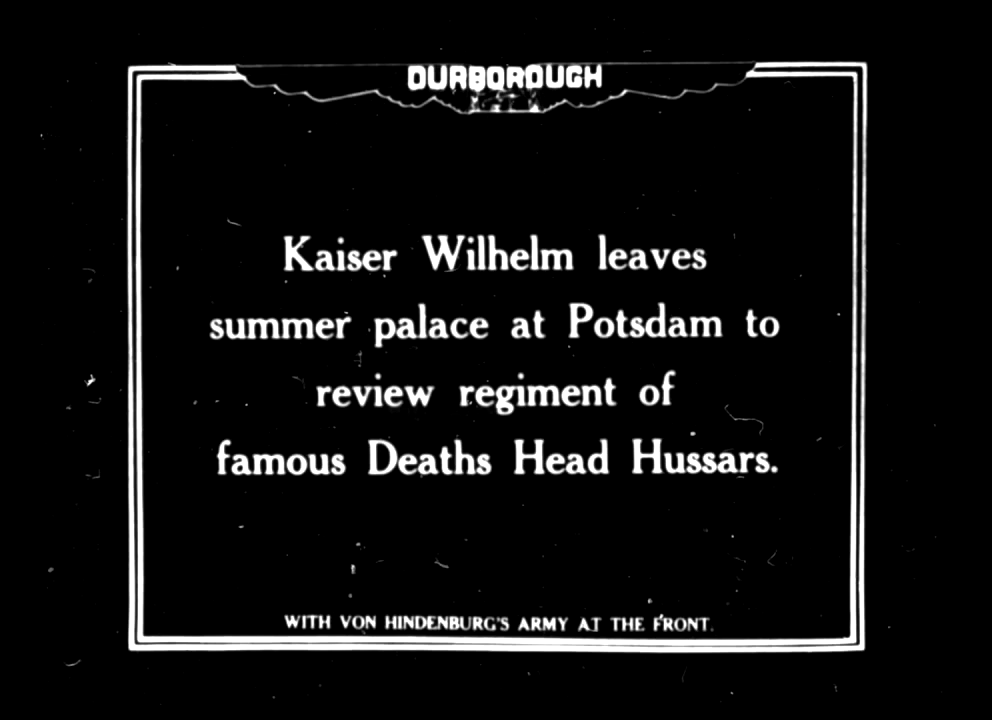 DURBOROUGH
Kaiser Wilhelm leaves
summer palace at Potsdam to
review regiment of
famous Deaths Head Hussars.
WITH VON HINDENBURG'S ARMY AT THE FRONT.